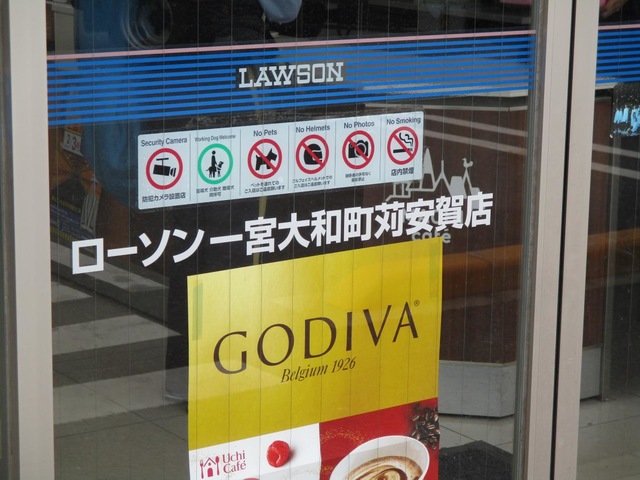 LAWSON
Security Camera
Working Dog Welcome
No Pets
No Helmets
No Photos
No Smoking
防犯カメラ設置店
店内禁煙
ローソン一宮大和町苅安賀店
café
GODIVA®
Belgium 1926
Uchi
Café